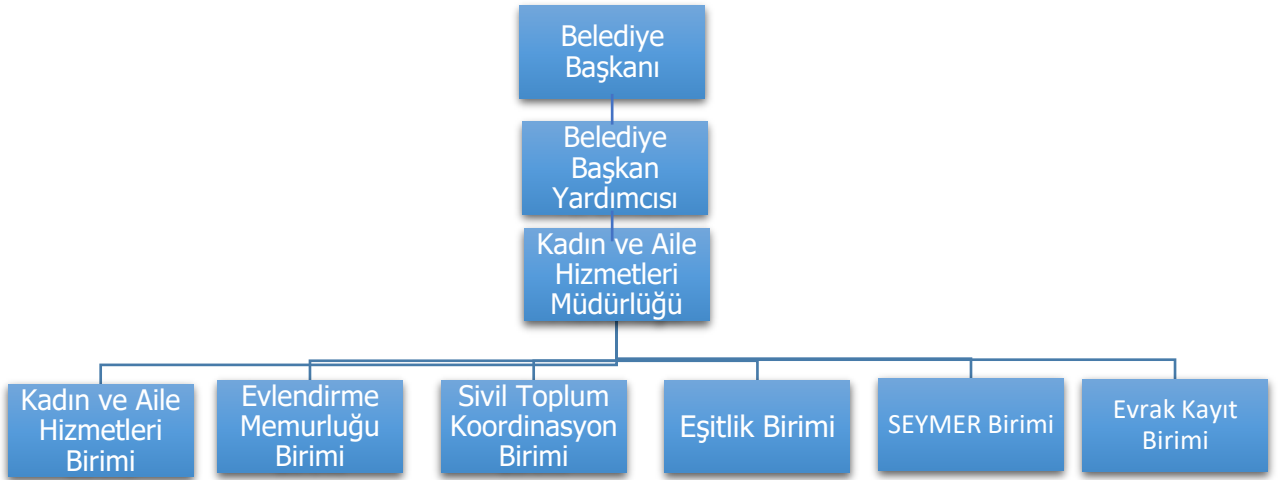 Belediye
Başkanı
Belediye
Başkan
Yardımcısı
Kadın ve Aile
Hizmetleri
Müdürlüğü
Kadın ve Aile
Hizmetleri
Birimi
Evlendirme
Memurluğu
Birimi
Sivil Toplum
Koordinasyon
Birimi
Eşitlik Birimi
SEYMER Birimi
Evrak Kayıt
Birimi